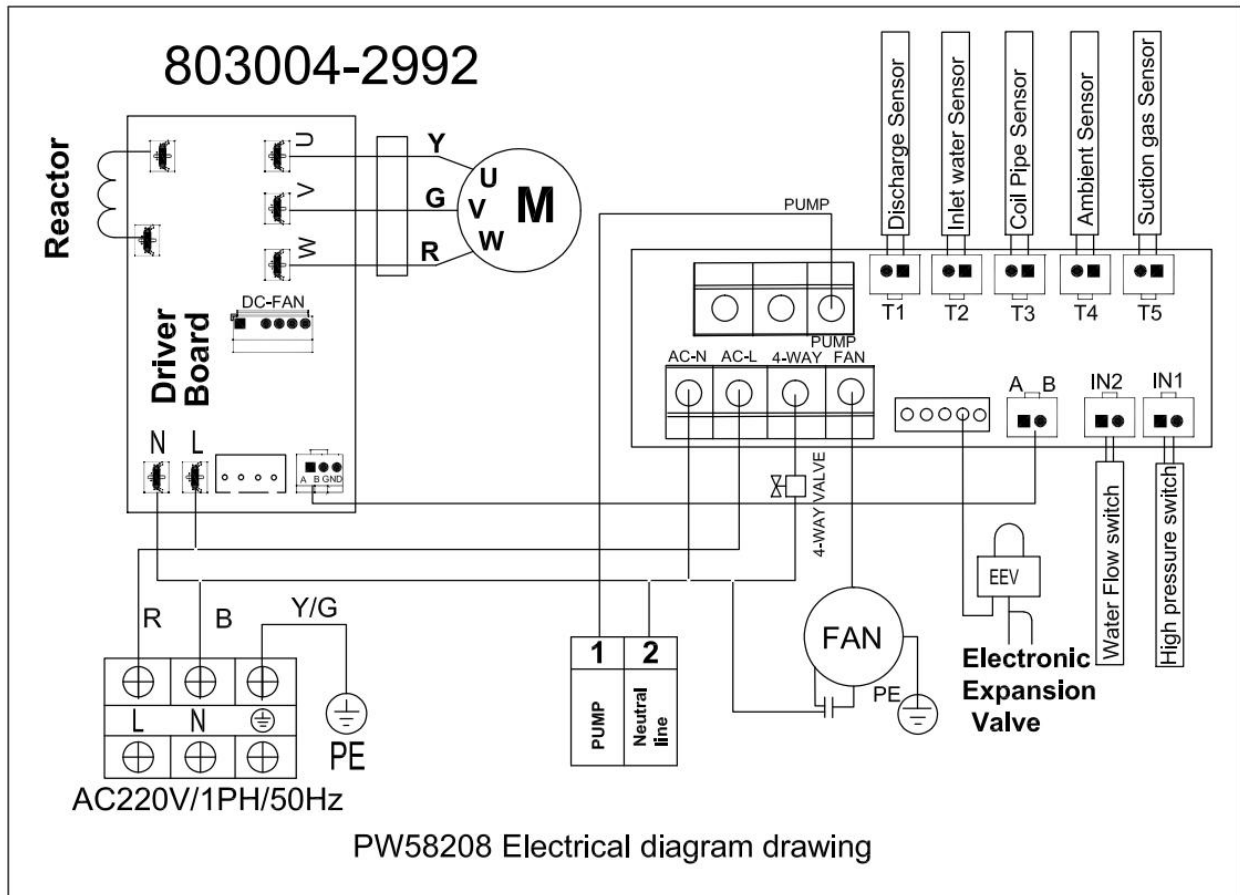 803004-2992
Reactor
U
V
W
Y
G
R
U
V
W
M
DC-FAN
Driver
Board
N
L
A B GND
PUMP
Discharge Sensor
Inlet water Sensor
Coil Pipe Sensor
Ambient Sensor
Suction gas Sensor
T1
T2
T3
T4
T5
PUMP
AC-N
AC-L
4-WAY
FAN
A B
IN2
IN1
4-WAY VALVE
Water Flow switch
High pressure switch
EEV
Electronic
Expansion
Valve
FAN
PE
R
B
Y/G
L
N
PE
1
2
PUMP
Neutral
line
AC220V/1PH/50Hz
PW58208 Electrical diagram drawing